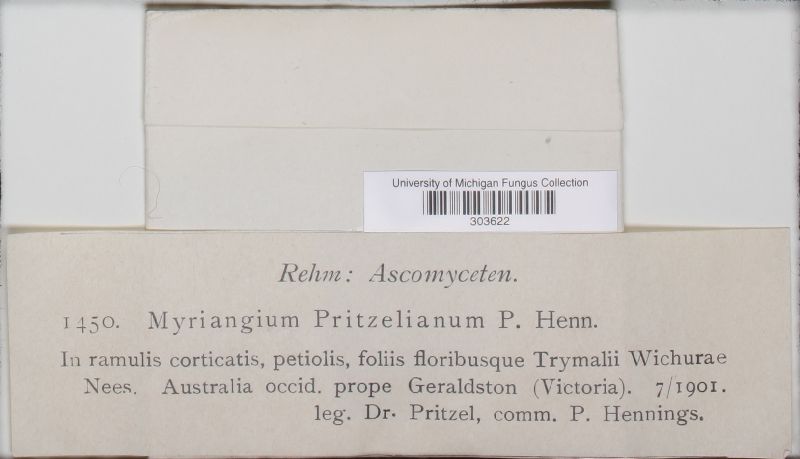 University of Michigan Fungus Collection
303622
Rehm: Ascomyceten.
1450. Myriangium Pritzelianum P. Henn.
In ramulis corticatis, petiolis, foliis floribusque Trymalii Wichurae
Nees. Australia occid. prope Geraldston (Victoria). 7/1901.
leg. Dr. Pritzel, comm. P. Hennings.